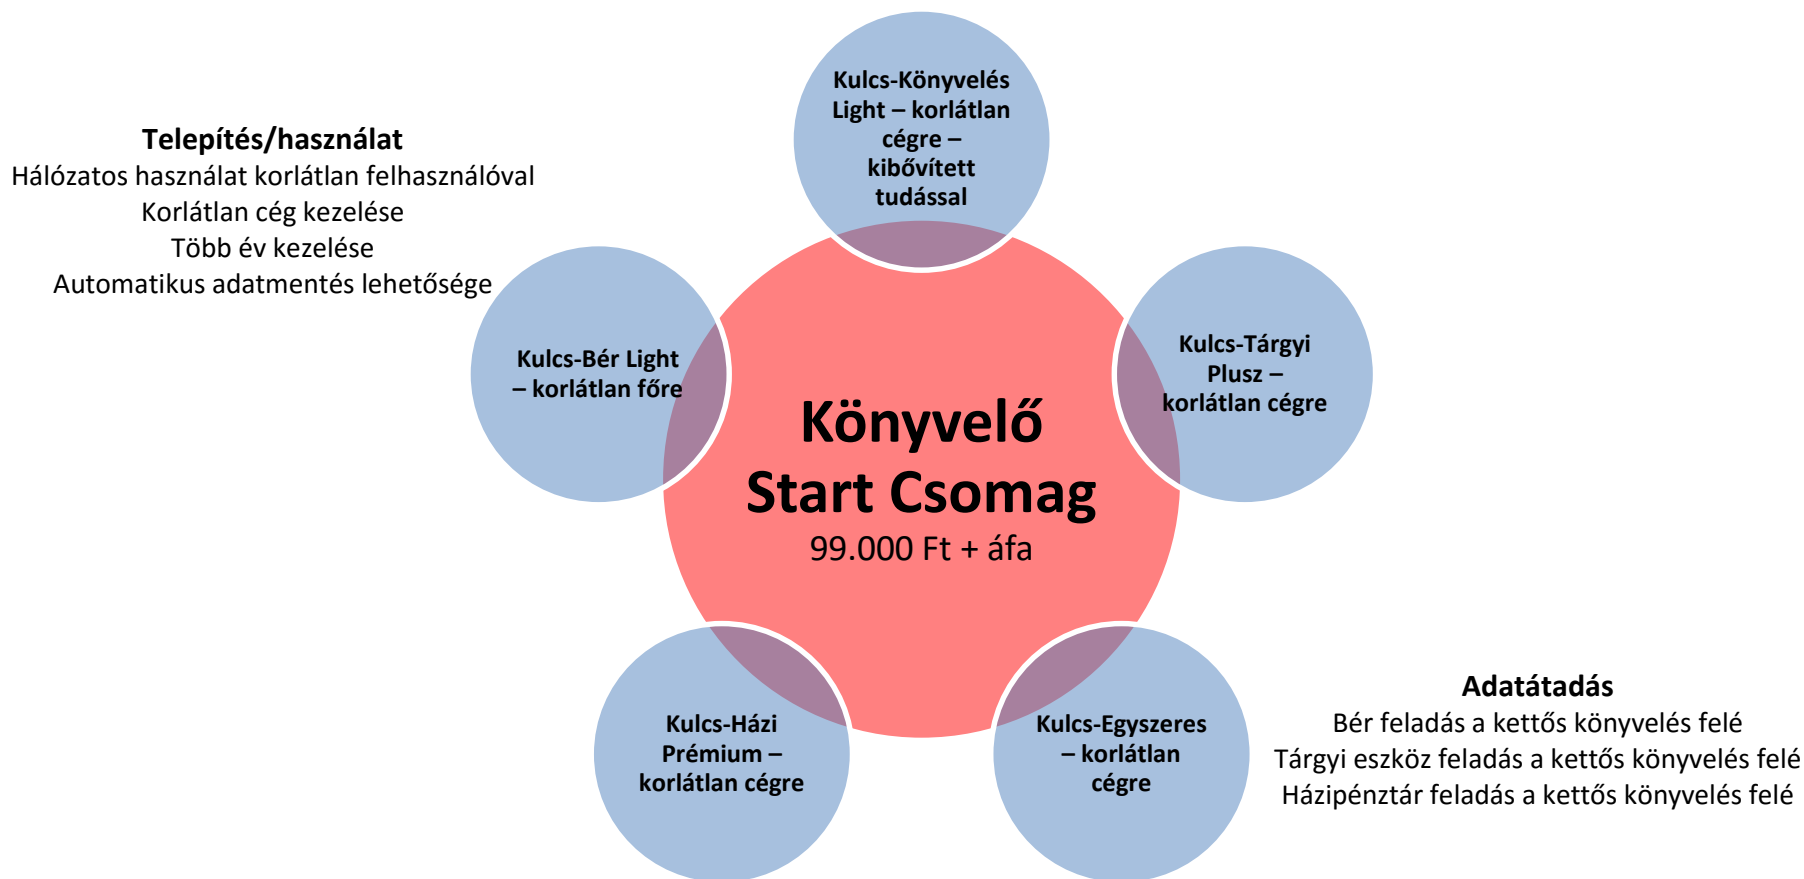 Kulcs-Könyvelés
Light – korlátlan
cégre –
kibővített
tudással
Telepítés/használat
Hálózatos használat korlátlan felhasználóval
Korlátlan cég kezelése
Több év kezelése
Automatikus adatmentés lehetősége
Kulcs-Bér Light
– korlátlan főre
Kulcs-Tárgyi
Plusz –
korlátlan cégre
Könyvelő
Start Csomag
99.000 Ft + áfa
Kulcs-Házi
Prémium –
korlátlan cégre
Kulcs-Egyszeres
– korlátlan
cégre
Adatátadás
Bér feladás a kettős könyvelés felé
Tárgyi eszköz feladás a kettős könyvelés felé
Házipénztár feladás a kettős könyvelés felé